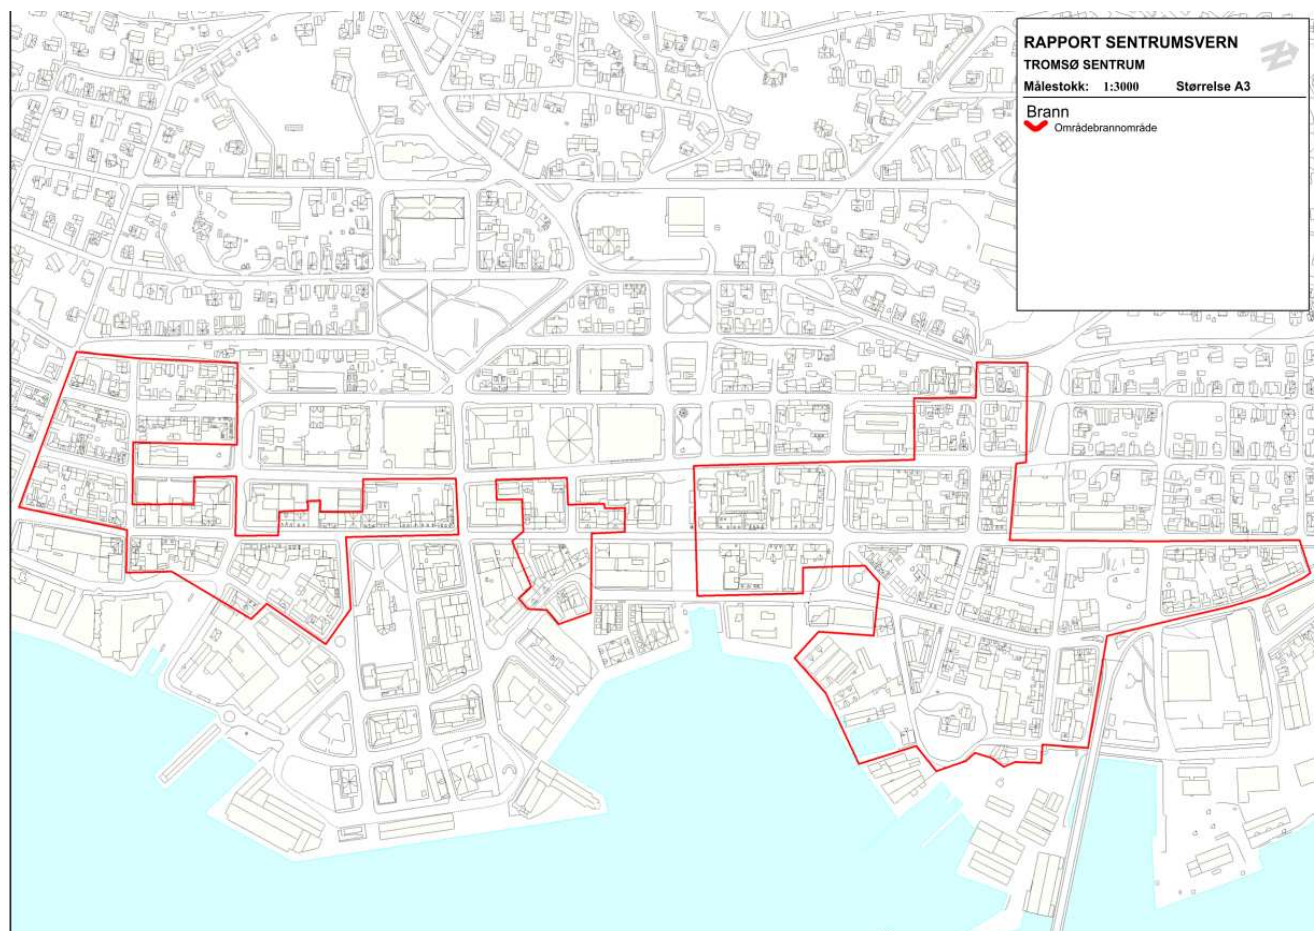 RAPPORT SENTRUMSVERN
TROMSØ SENTRUM
Målestokk: 1:3000 Størrelse A3
Brann
Områdebrannområde